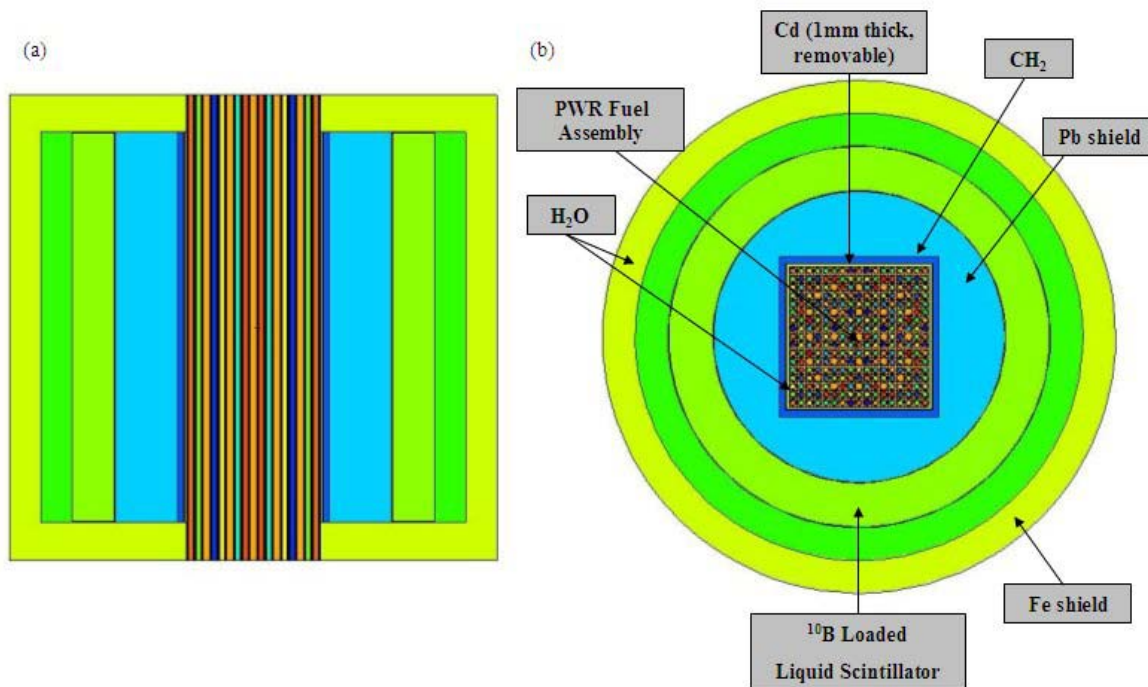 (a)
(b)
Cd (1mm thick,
removable)
CH₂
PWR Fuel
Assembly
Pb shield
H₂O
Fe shield
¹⁰B Loaded
Liquid Scintillator